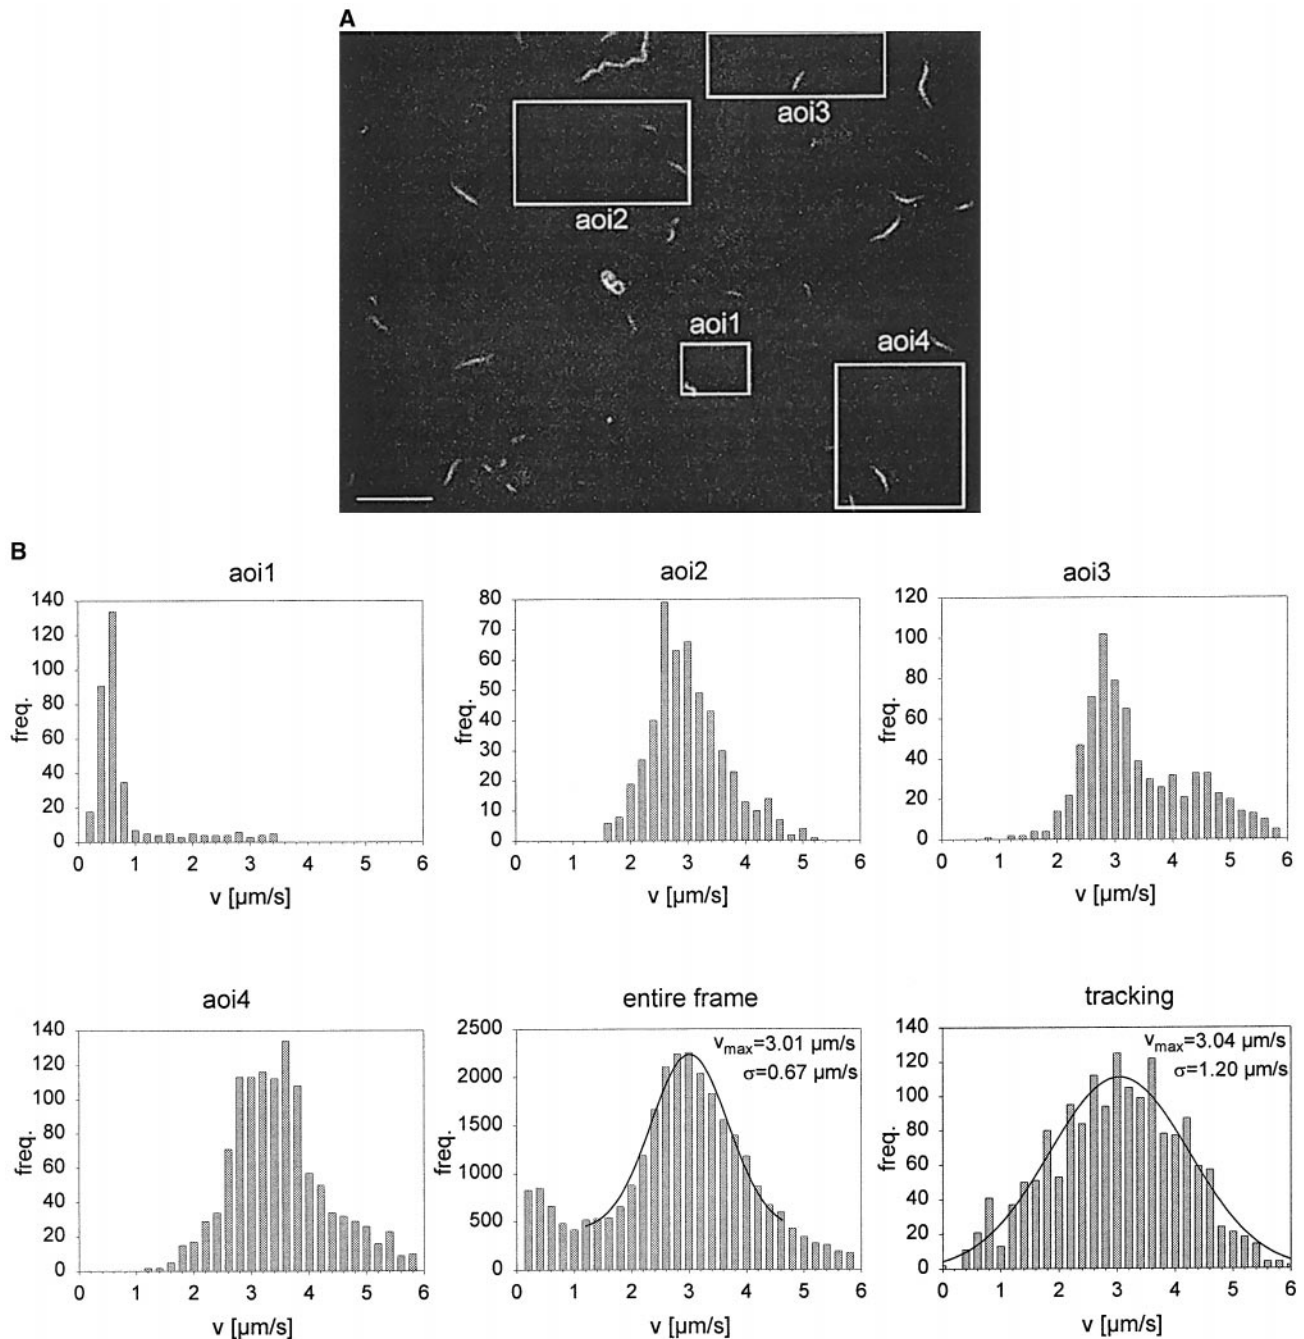 A
aoi3
aoi2
aoi1
aoi4
B
aoi1
140
120
100
80
60
40
20
0
freq.
0 1 2 3 4 5 6
v [µm/s]
aoi2
80
70
60
50
40
30
20
10
0
freq.
0 1 2 3 4 5 6
v [µm/s]
aoi3
120
100
80
60
40
20
0
freq.
0 1 2 3 4 5 6
v [µm/s]
aoi4
140
120
100
80
60
40
20
0
freq.
0 1 2 3 4 5 6
v [µm/s]
entire frame
2500
2000
1500
1000
500
0
freq.
vmax=3.01 µm/s
σ=0.67 µm/s
0 1 2 3 4 5 6
v [µm/s]
tracking
140
120
100
80
60
40
20
0
freq.
vmax=3.04 µm/s
σ=1.20 µm/s
0 1 2 3 4 5 6
v [µm/s]